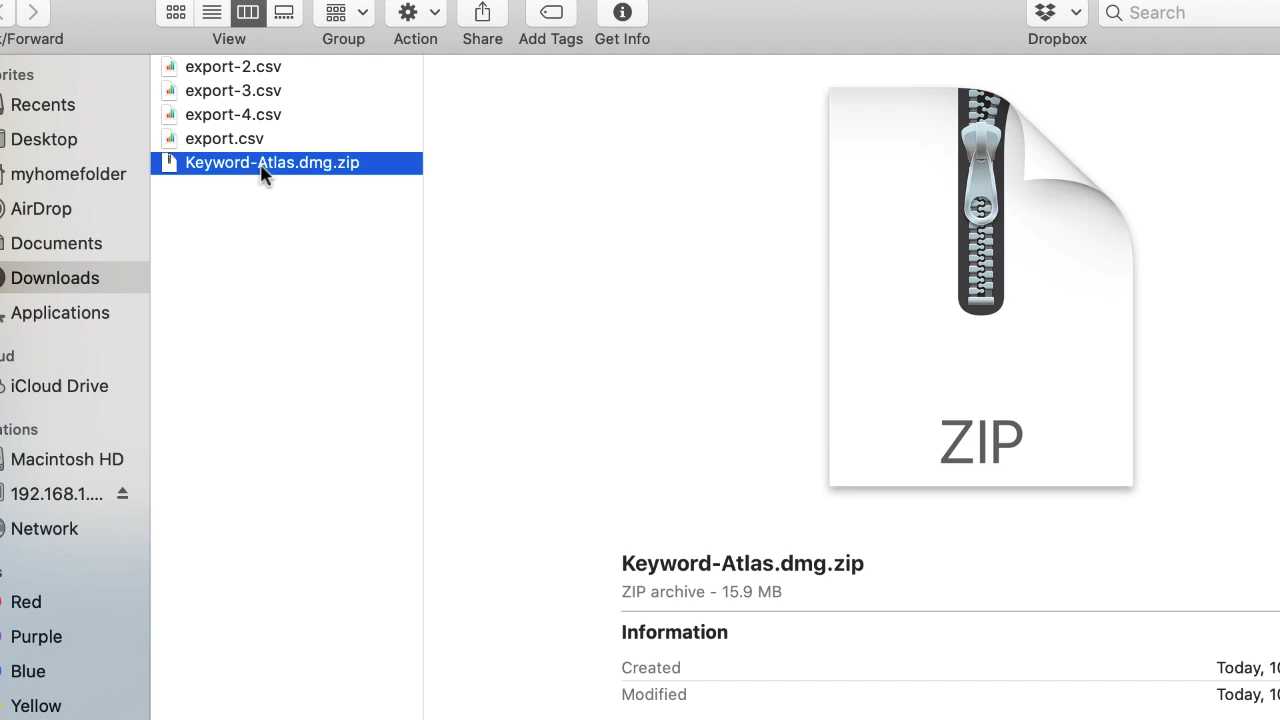 View
Group
Action
Share
Add Tags
Get Info
Dropbox
Search
/Forward
rites
Recents
Desktop
myhomefolder
AirDrop
Documents
Downloads
Applications
ud
iCloud Drive
ations
Macintosh HD
192.168.1....
Network
s
Red
Purple
Blue
Yellow
export-2.csv
export-3.csv
export-4.csv
export.csv
Keyword-Atlas.dmg.zip
ZIP
Keyword-Atlas.dmg.zip
ZIP archive - 15.9 MB
Information
Created Today, 10
Modified Today, 10